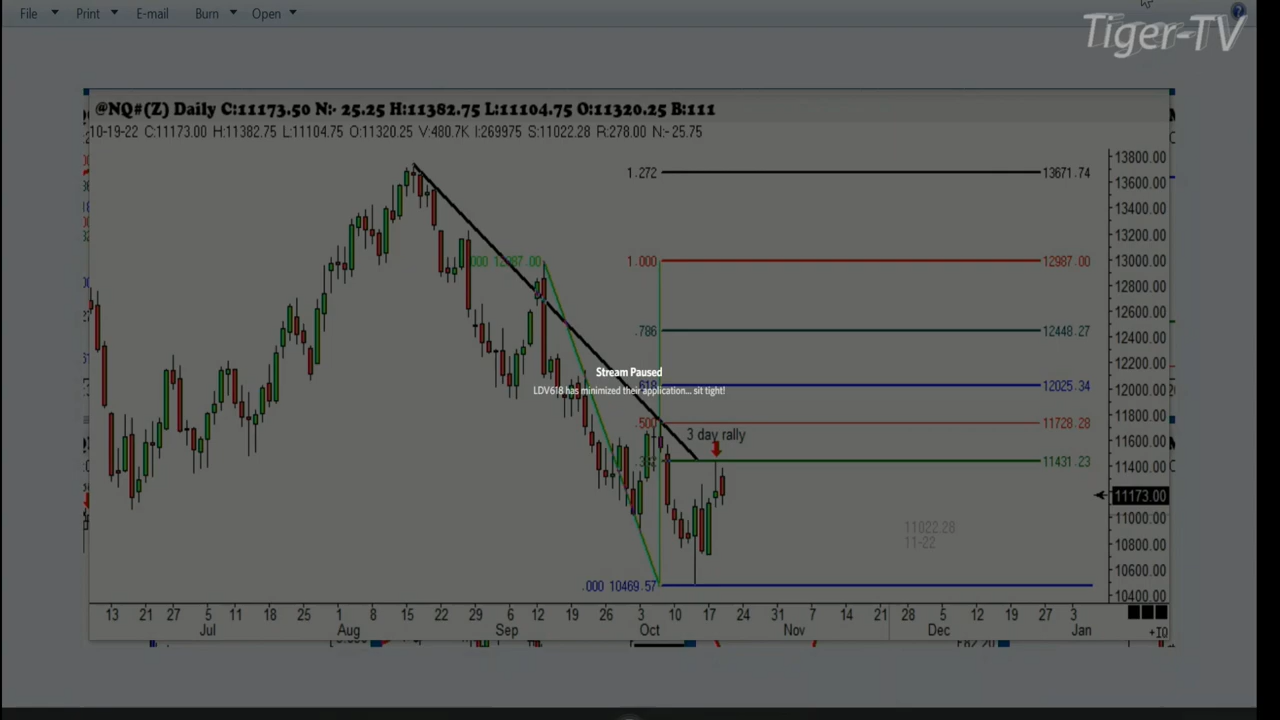 File Print E-mail Burn Open
Tiger-TV
@NQ#(Z) Daily C:11173.50 N:- 25.25 H:11382.75 L:11104.75 O:11320.25 B:111
10-19-22 C:11173.00 H:11382.75 L:11104.75 O:11320.25 V:480.7K I:269975 S:11022.28 R:278.00 N:-25.75
13800.00
1.272 13671.74
13600.00
13400.00
13200.00
000 12987.00 1.000 12987.00
13000.00
12800.00
12600.00
.786 12448.27
12400.00
12200.00
Stream Paused
LDV618 has minimized their application... sit tight!
618 12025.34
12000.00
11800.00
.500 11728.28
3 day rally
11600.00
11431.23
11400.00
11173.00
11022.28
11-22
11000.00
10800.00
10600.00
.000 10469.57
10400.00
13 21 27 5 11 18 25 1 8 15 22 29 6 12 19 26 3 10 17 24 31 7 14 21 28 5 12 19 27 3
Jul Aug Sep Oct Nov Dec Jan
+10